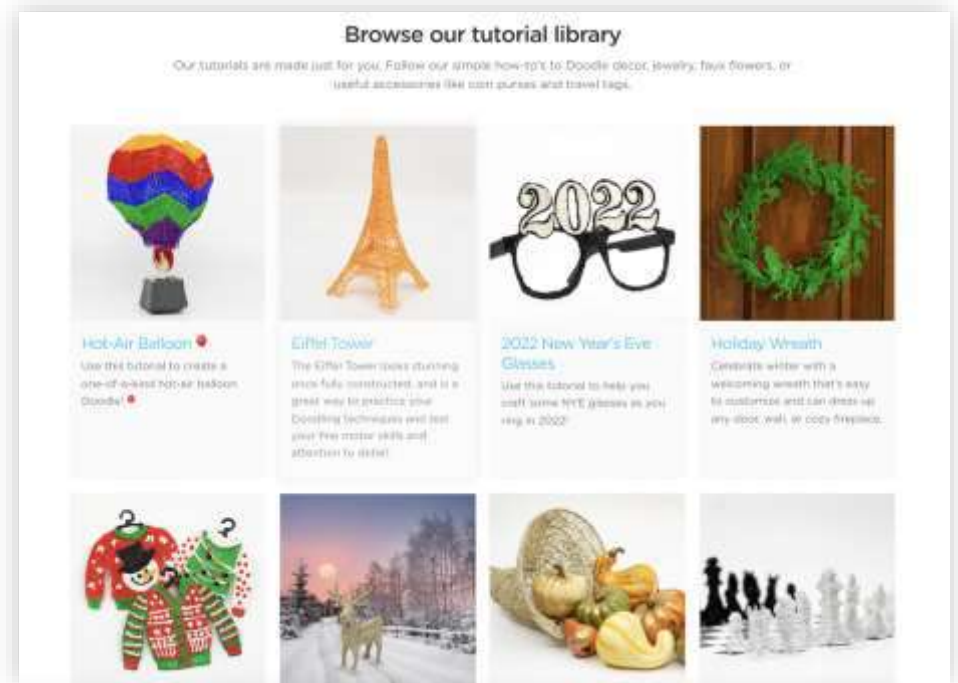 Browse our tutorial library
Our tutorials are made just for you. Follow our simple how-to's to Doodle decor, jewelry, faux flowers, or
useful accessories like coin purses and travel tags.
2022
Hot-Air Balloon
Use this tutorial to create a
one-of-a-kind hot-air balloon
Doodle!
Eiffel Tower
The Eiffel Tower looks stunning
once fully constructed, and is a
great way to practice your
Doodling techniques and test
your fine motor skills and
attention to detail!
2022 New Year's Eve
Glasses
Use this tutorial to help you
craft some NYE glasses as you
ring in 2022!
Holiday Wreath
Celebrate winter with a
welcoming wreath that's easy
to customize and can dress up
any door, wall, or cozy fireplace.